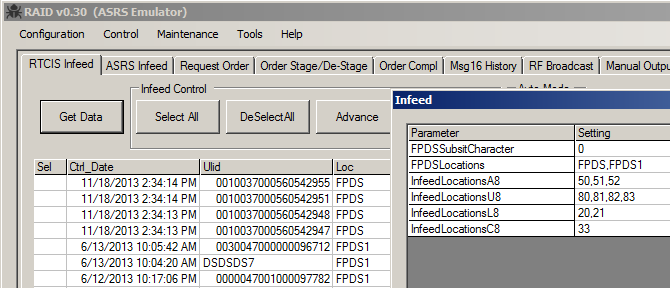 RAID v0.30 (ASRS Emulator)
Configuration Control Maintenance Tools Help
RTCIS Infeed ASRS Infeed Request Order Order Stage/De-Stage Order Compl Msg16 History RF Broadcast Manual Outpu
Infeed Control
Get Data Select All DeSelectAll Advance
Sel Ctrl_Date Ulid Loc
11/18/2013 2:34:14 PM 00100370005605 42955 FPDS
11/18/2013 2:34:14 PM 0010037000560542951 FPDS
11/18/2013 2:34:13 PM 0010037000560542948 FPDS
11/18/2013 2:34:13 PM 0010037000560542947 FPDS
6/13/2013 10:05:42 AM 0030047000000096712 FPDS1
6/13/2013 10:04:20 AM DSDSDS7 FPDS1
6/12/2013 10:17:06 PM 0000047001000097782 FPDS1
Infeed
Parameter Setting
FPDSSubsitCharacter 0
FPDSLocations FPDS,FPDS1
InfeedLocationsA8 50,51,52
InfeedLocationsU8 80,81,82,83
InfeedLocationsL8 20,21
InfeedLocationsC8 33